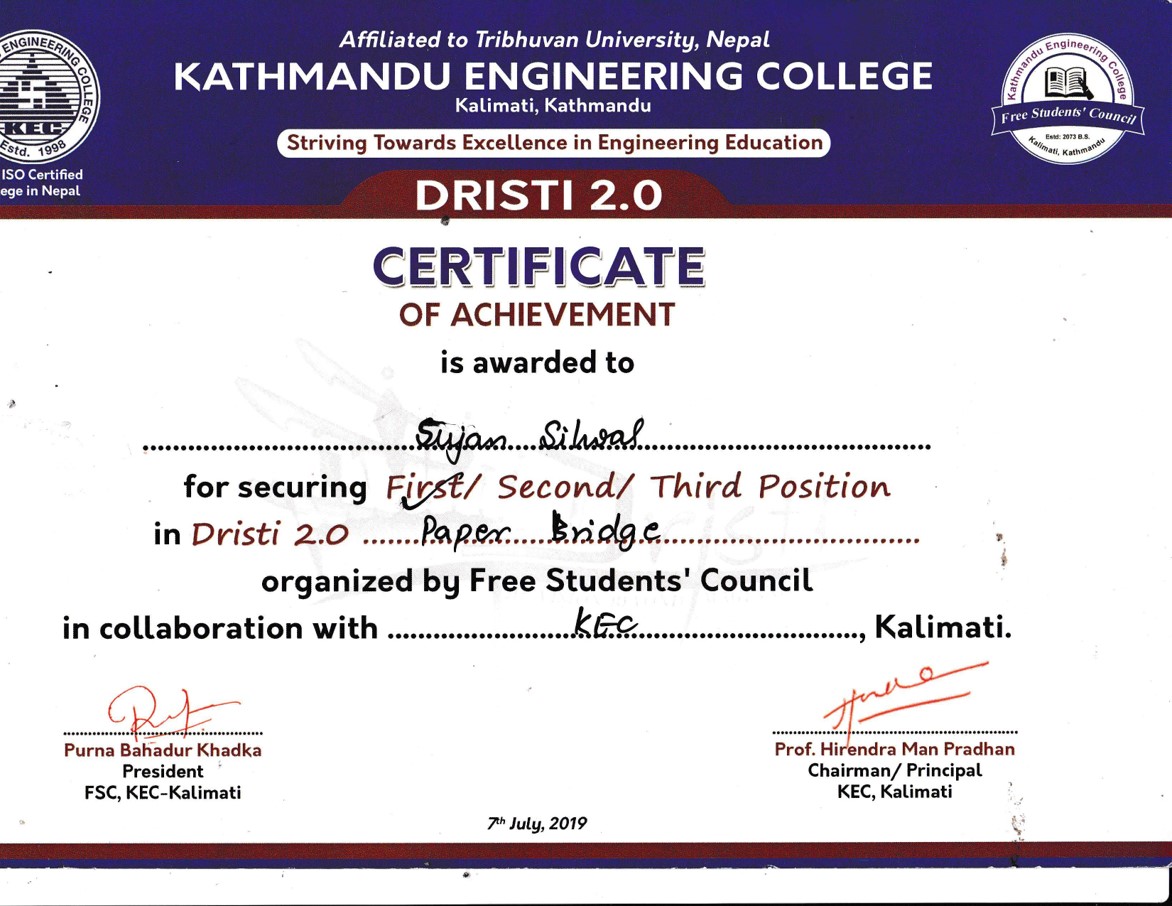 Affiliated to Tribhuvan University, Nepal
KATHMANDU ENGINEERING COLLEGE
Kalimati, Kathmandu
Striving Towards Excellence in Engineering Education
ENGINEERING COLLEGE
KEC
Estd. 1998
ISO Certified
ege in Nepal
Kathmandu Engineering College
Free Students' Council
Estd: 2073 B.S.
Kalimati, Kathmandu
DRISTI 2.0
CERTIFICATE
OF ACHIEVEMENT
is awarded to
Sujan Silwal
for securing First/ Second/ Third Position
in Dristi 2.0 ......Paper Bridge......
organized by Free Students' Council
in collaboration with ......KEC......, Kalimati.
Purna Bahadur Khadka
President
FSC, KEC-Kalimati
Prof. Hirendra Man Pradhan
Chairman/ Principal
KEC, Kalimati
7th July, 2019